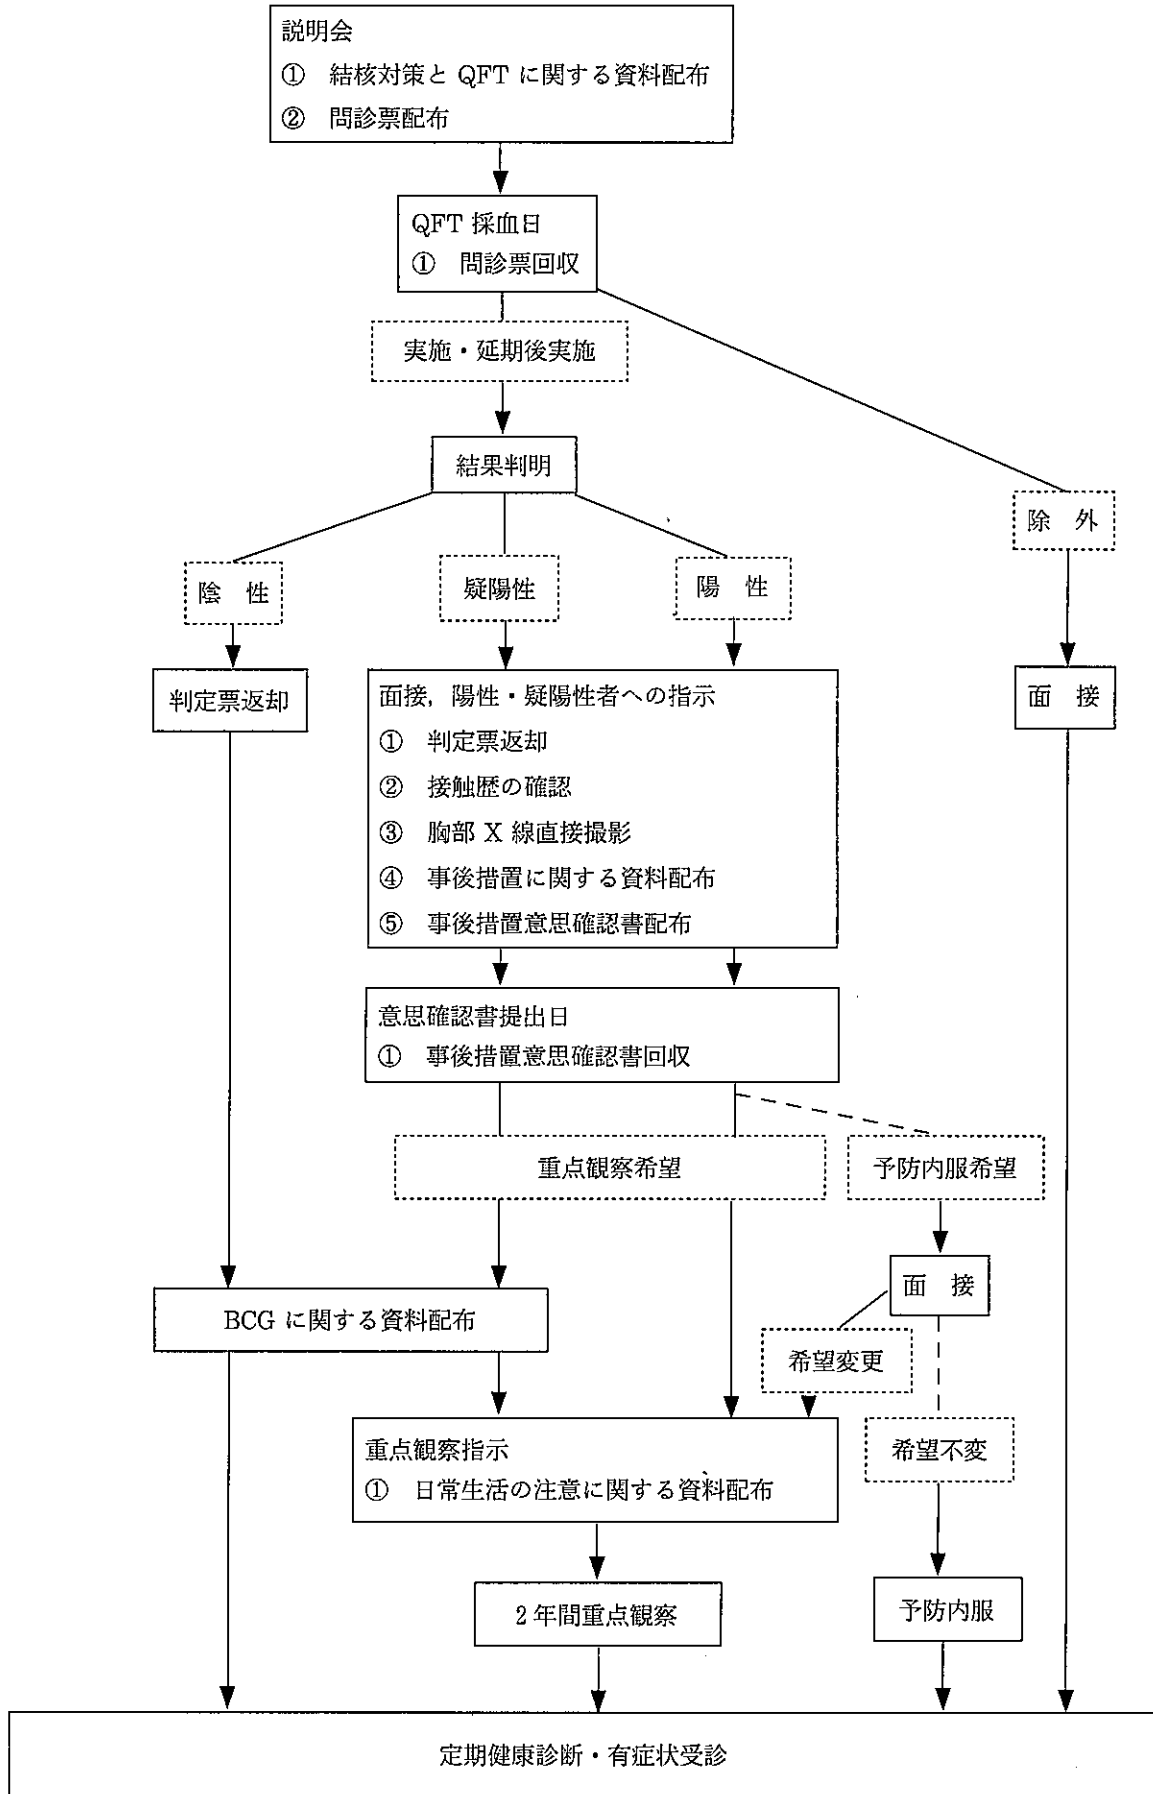 説明会
① 結核対策と QFT に関する資料配布
② 問診票配布
QFT 採血日
① 問診票回収
実施・延期後実施
結果判明
除 外
陰 性
疑陽性
陽 性
判定票返却
面接，陽性・疑陽性者への指示
① 判定票返却
② 接触歴の確認
③ 胸部 X 線直接撮影
④ 事後措置に関する資料配布
⑤ 事後措置意思確認書配布
面 接
意思確認書提出日
① 事後措置意思確認書回収
重点観察希望
予防内服希望
面 接
BCG に関する資料配布
希望変更
重点観察指示
① 日常生活の注意に関する資料配布
希望不変
2 年間重点観察
予防内服
定期健康診断・有症状受診